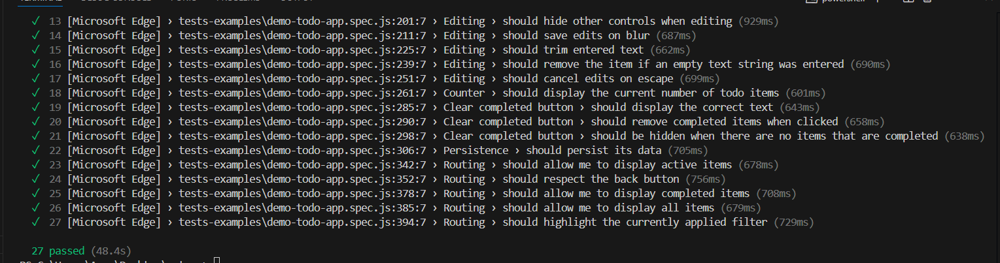 powershell
✓ 13 [Microsoft Edge] › tests-examples\demo-todo-app.spec.js:201:7 › Editing › should hide other controls when editing (929ms)
✓ 14 [Microsoft Edge] › tests-examples\demo-todo-app.spec.js:211:7 › Editing › should save edits on blur (687ms)
✓ 15 [Microsoft Edge] › tests-examples\demo-todo-app.spec.js:225:7 › Editing › should trim entered text (662ms)
✓ 16 [Microsoft Edge] › tests-examples\demo-todo-app.spec.js:239:7 › Editing › should remove the item if an empty text string was entered (690ms)
✓ 17 [Microsoft Edge] › tests-examples\demo-todo-app.spec.js:251:7 › Editing › should cancel edits on escape (699ms)
✓ 18 [Microsoft Edge] › tests-examples\demo-todo-app.spec.js:261:7 › Counter › should display the current number of todo items (601ms)
✓ 19 [Microsoft Edge] › tests-examples\demo-todo-app.spec.js:285:7 › Clear completed button › should display the correct text (643ms)
✓ 20 [Microsoft Edge] › tests-examples\demo-todo-app.spec.js:290:7 › Clear completed button › should remove completed items when clicked (658ms)
✓ 21 [Microsoft Edge] › tests-examples\demo-todo-app.spec.js:298:7 › Clear completed button › should be hidden when there are no items that are completed (638ms)
✓ 22 [Microsoft Edge] › tests-examples\demo-todo-app.spec.js:306:7 › Persistence › should persist its data (705ms)
✓ 23 [Microsoft Edge] › tests-examples\demo-todo-app.spec.js:342:7 › Routing › should allow me to display active items (678ms)
✓ 24 [Microsoft Edge] › tests-examples\demo-todo-app.spec.js:352:7 › Routing › should respect the back button (756ms)
✓ 25 [Microsoft Edge] › tests-examples\demo-todo-app.spec.js:378:7 › Routing › should allow me to display completed items (708ms)
✓ 26 [Microsoft Edge] › tests-examples\demo-todo-app.spec.js:385:7 › Routing › should allow me to display all items (679ms)
✓ 27 [Microsoft Edge] › tests-examples\demo-todo-app.spec.js:394:7 › Routing › should highlight the currently applied filter (729ms)
27 passed (48.4s)